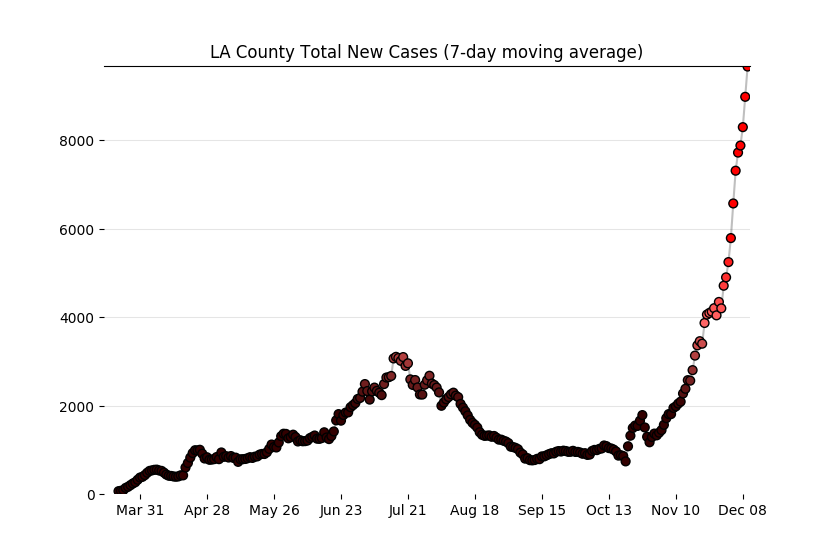 LA County Total New Cases (7-day moving average)
8000
6000
4000
2000
0
Mar 31 Apr 28 May 26 Jun 23 Jul 21 Aug 18 Sep 15 Oct 13 Nov 10 Dec 08